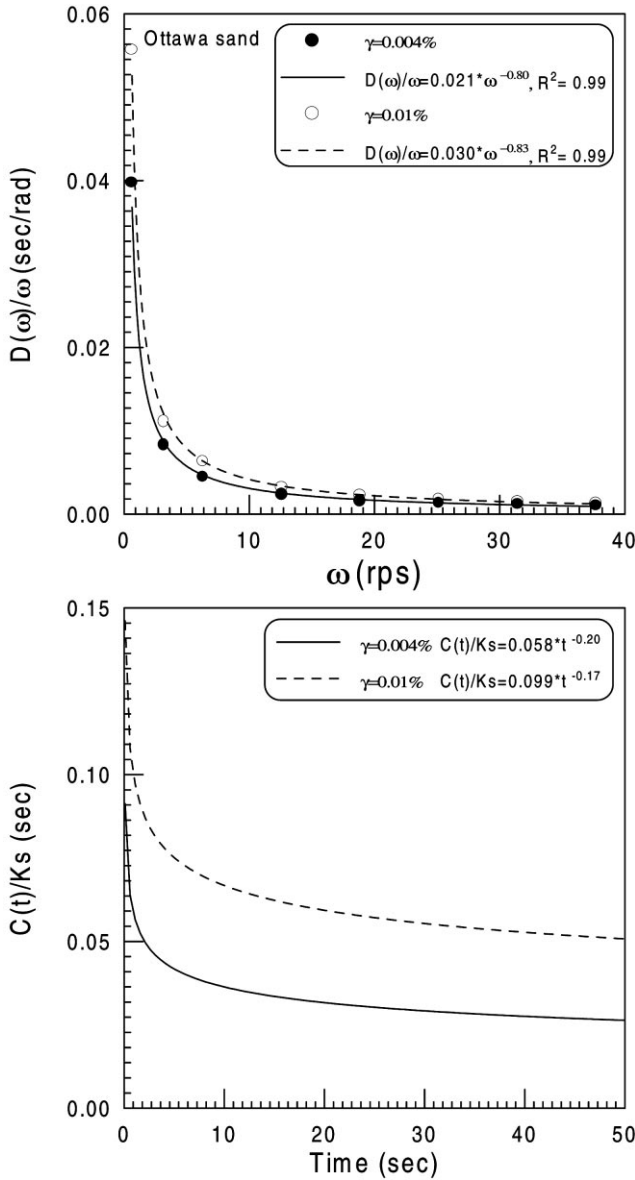 0.06
Ottawa sand
γ=0.004%
D(ω)/ω=0.021*ω^-0.80, R^2= 0.99
γ=0.01%
D(ω)/ω=0.030*ω^-0.83, R^2= 0.99
0.04
0.02
0.00
D(ω)/ω (sec/rad)
0 10 20 30 40
ω (rps)
0.15
γ=0.004% C(t)/Ks=0.058*t^-0.20
γ=0.01% C(t)/Ks=0.099*t^-0.17
0.10
0.05
0.00
C(t)/Ks (sec)
0 10 20 30 40 50
Time (sec)